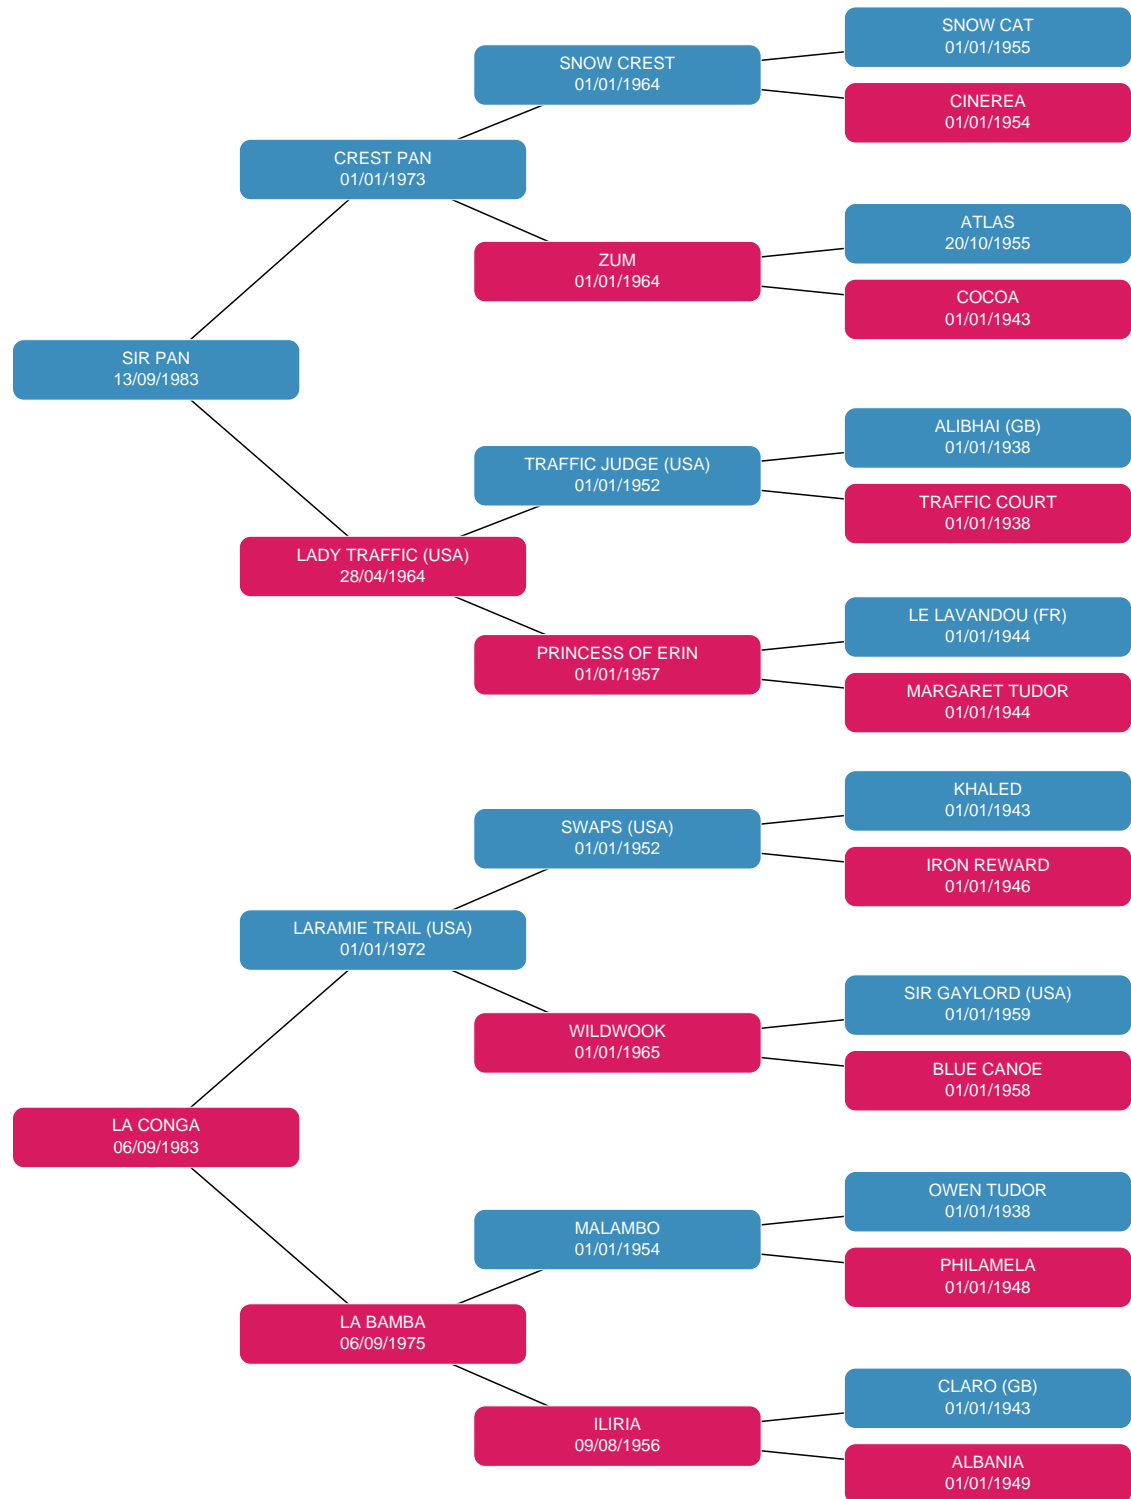 SNOW CAT
01/01/1955
SNOW CREST
01/01/1964
CINEREA
01/01/1954
CREST PAN
01/01/1973
ATLAS
20/10/1955
ZUM
01/01/1964
COCOA
01/01/1943
SIR PAN
13/09/1983
ALIBHAI (GB)
01/01/1938
TRAFFIC JUDGE (USA)
01/01/1952
TRAFFIC COURT
01/01/1938
LADY TRAFFIC (USA)
28/04/1964
LE LAVANDOU (FR)
01/01/1944
PRINCESS OF ERIN
01/01/1957
MARGARET TUDOR
01/01/1944
KHALED
01/01/1943
SWAPS (USA)
01/01/1952
IRON REWARD
01/01/1946
LARAMIE TRAIL (USA)
01/01/1972
SIR GAYLORD (USA)
01/01/1959
WILDWOOK
01/01/1965
BLUE CANOE
01/01/1958
LA CONGA
06/09/1983
OWEN TUDOR
01/01/1938
MALAMBO
01/01/1954
PHILAMELA
01/01/1948
LA BAMBA
06/09/1975
CLARO (GB)
01/01/1943
ILIRIA
09/08/1956
ALBANIA
01/01/1949